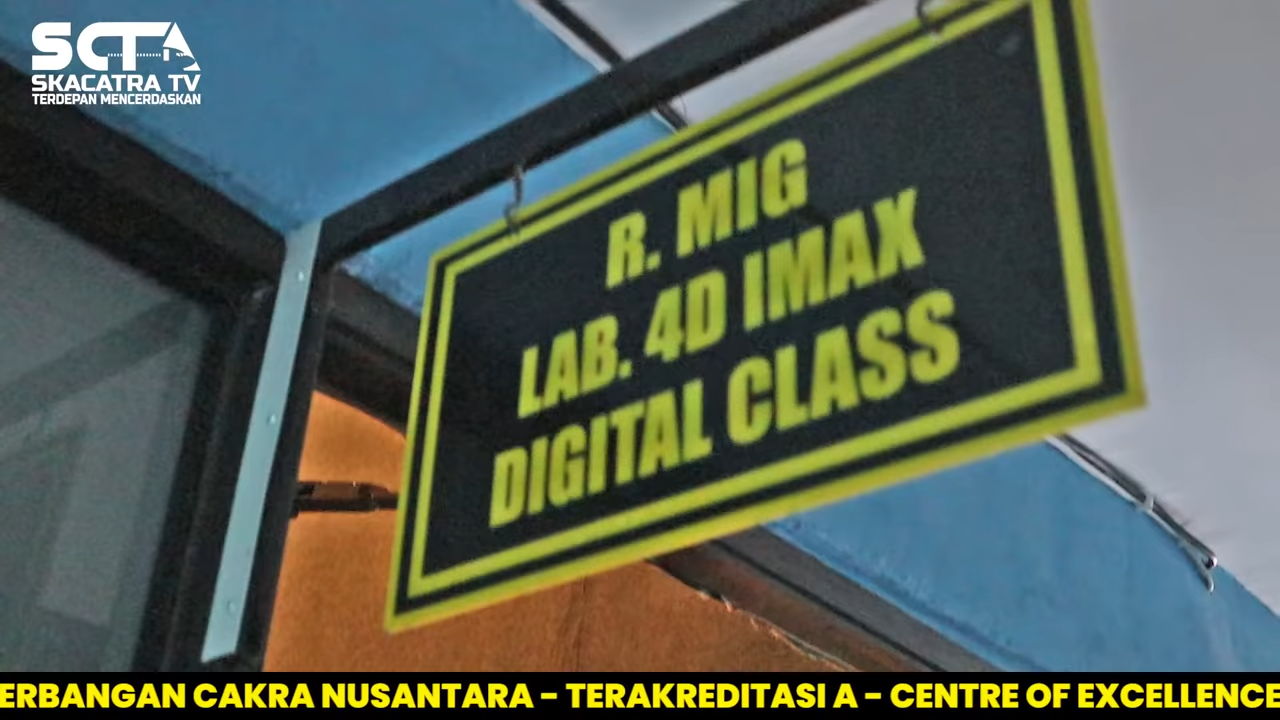 SCTA
SKACATRA TV
TERDEPAN MENCERDASKAN
R. MIG
LAB. 4D IMAX
DIGITAL CLASS
ERBANGAN CAKRA NUSANTARA - TERAKREDITASI A - CENTRE OF EXCELLENCE